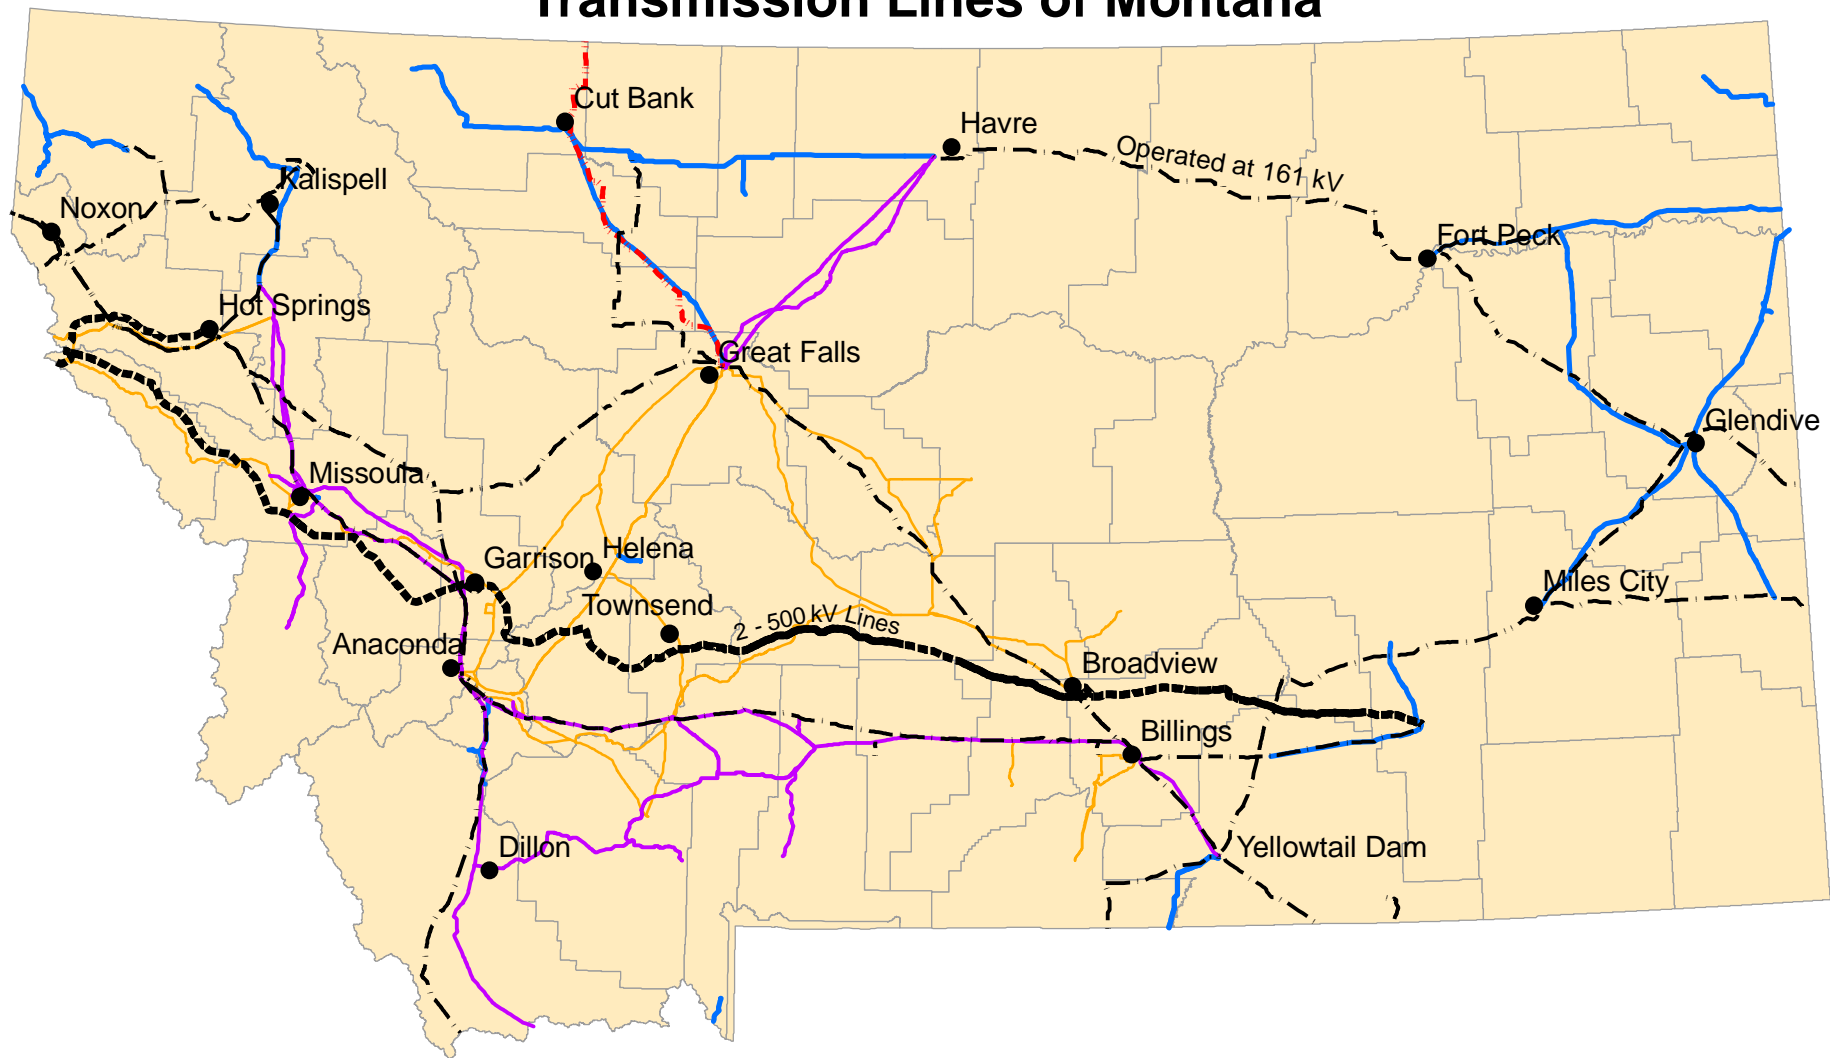 Transmission Lines of Montana
Cut Bank
Havre
Operated at 161 kV
Kalispell
Noxon
Fort Peck
Hot Springs
Great Falls
Glendive
Missoula
Garrison
Helena
Miles City
Townsend
2 - 500 kV Lines
Anaconda
Broadview
Billings
Dillon
Yellowtail Dam